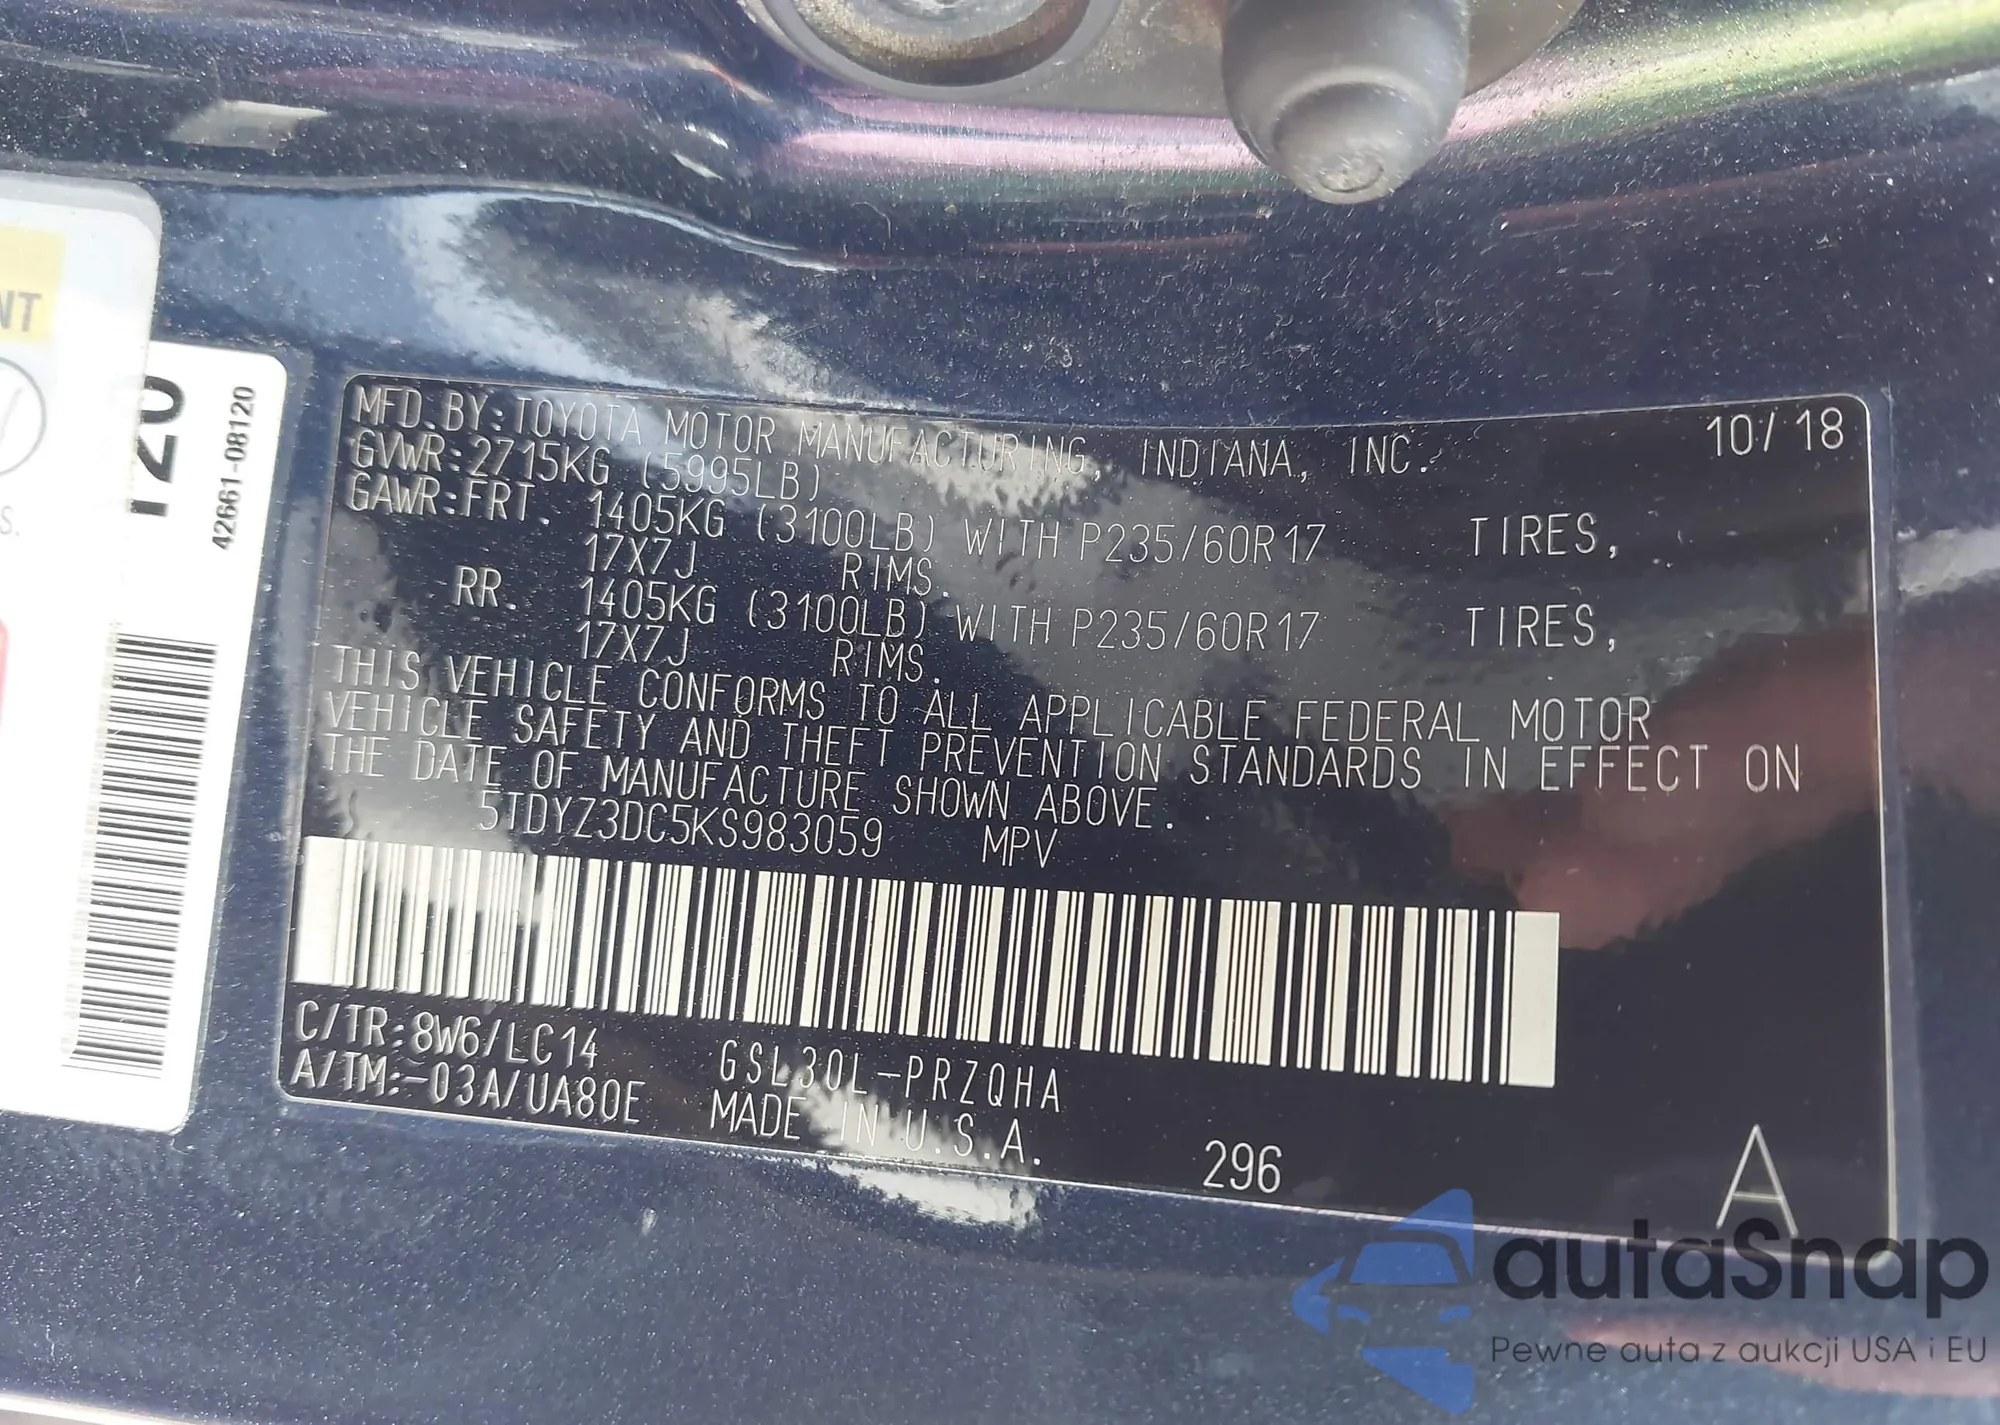 NT
S.
120
42661-08120
MFD.BY:TOYOTA MOTOR MANUFACTURING, INDIANA, INC. 10/18
GVWR:2715KG (5995LB)
GAWR:FRT. 1405KG (3100LB) WITH P235/60R17 TIRES,
17X7J RIMS.
RR. 1405KG (3100LB) WITH P235/60R17 TIRES,
17X7J RIMS.
THIS VEHICLE CONFORMS TO ALL APPLICABLE FEDERAL MOTOR
VEHICLE SAFETY AND THEFT PREVENTION STANDARDS IN EFFECT ON
THE DATE OF MANUFACTURE SHOWN ABOVE.
5TDYZ3DC5KS983059 MPV
C/TR:8W6/LC14 GSL30L-PRZQHA
A/TM:-03A/UA80E MADE IN U.S.A. 296 A
autaSnap
Pewne auta z aukcji USA i EU